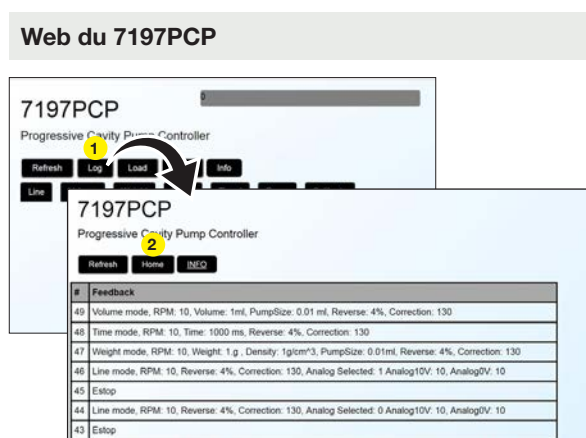 Web du 7197PCP
0
7197PCP
Progressive Cavity Pump Controller
1
Refresh Log Load Info
Line
7197PCP
Progressive Cavity Pump Controller
2
Refresh Home INFO
# Feedback
49 Volume mode, RPM: 10, Volume: 1ml, PumpSize: 0.01 ml, Reverse: 4%, Correction: 130
48 Time mode, RPM: 10, Time: 1000 ms, Reverse: 4%, Correction: 130
47 Weight mode, RPM: 10, Weight: 1.g , Density: 1g/cm^3, PumpSize: 0.01ml, Reverse: 4%, Correction: 130
46 Line mode, RPM: 10, Reverse: 4%, Correction: 130, Analog Selected: 1 Analog10V: 10, Analog0V: 10
45 Estop
44 Line mode, RPM: 10, Reverse: 4%, Correction: 130, Analog Selected: 0 Analog10V: 10, Analog0V: 10
43 Estop